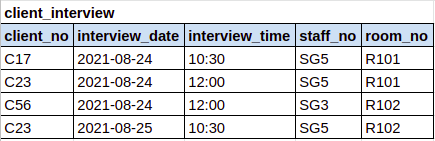 client_interview
client_no interview_date interview_time staff_no room_no
C17 2021-08-24 10:30 SG5 R101
C23 2021-08-24 12:00 SG5 R101
C56 2021-08-24 12:00 SG3 R102
C23 2021-08-25 10:30 SG5 R102